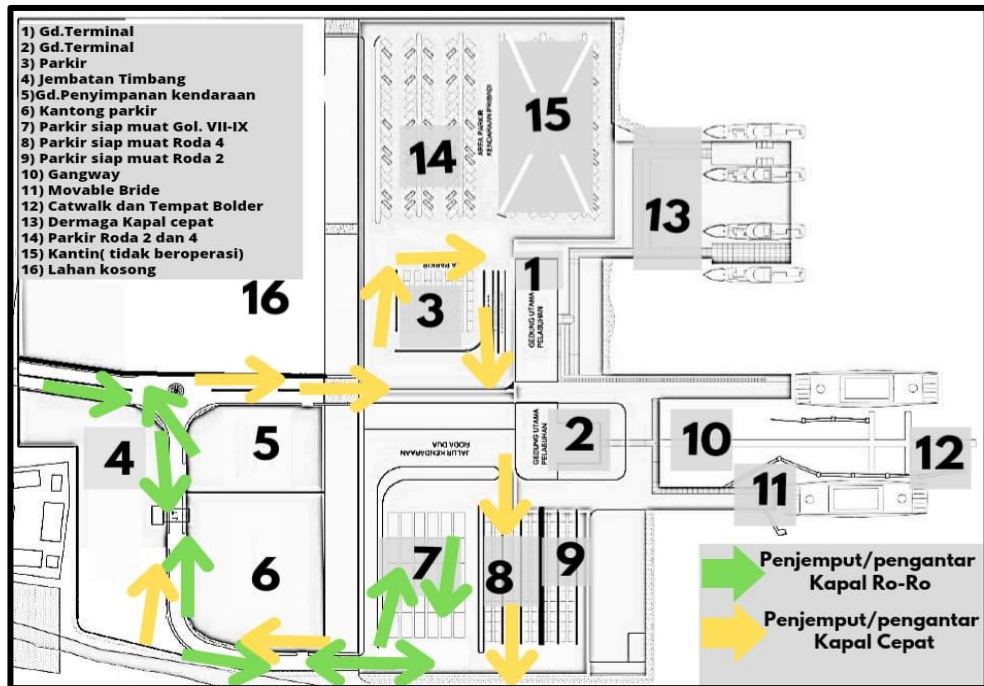 1) Gd.Terminal
2) Gd.Terminal
3) Parkir
4) Jembatan Timbang
5)Gd.Penyimpanan kendaraan
6) Kantong parkir
7) Parkir siap muat Gol. VII-IX
8) Parkir siap muat Roda 4
9) Parkir siap muat Roda 2
10) Gangway
11) Movable Bride
12) Catwalk dan Tempat Bolder
13) Dermaga Kapal cepat
14) Parkir Roda 2 dan 4
15) Kantin( tidak beroperasi)
16) Lahan kosong
14
AREA PARKIR
KENDARAAN PRIBADI
15
13
16
3
1
GEDUNG UTAMA
PELABUHAN
4
5
JALUR KENDARAAN
RODA DUA
GEDUNG UTAMA
PELABUHAN
2
10
11
12
6
7
8
9
Penjemput/pengantar
Kapal Ro-Ro
Penjemput/pengantar
Kapal Cepat